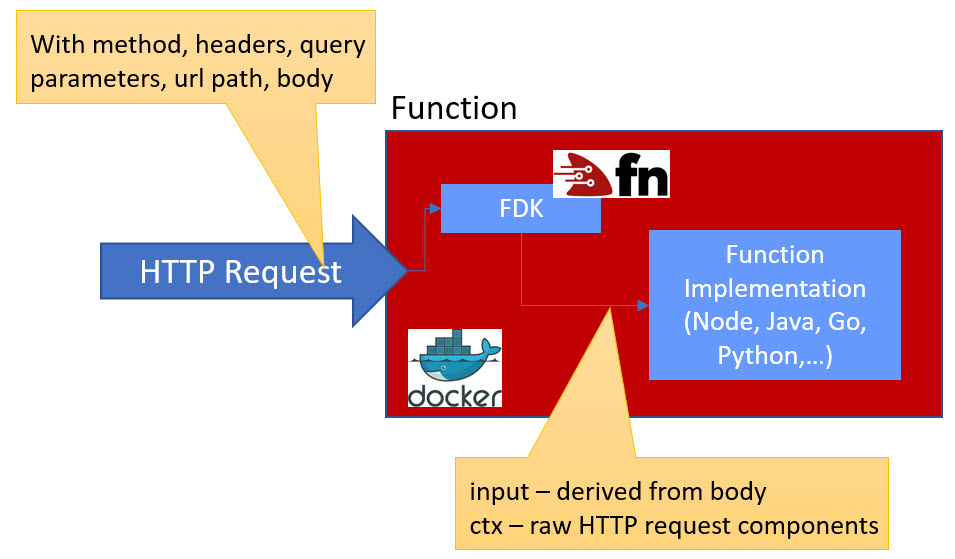 With method, headers, query
parameters, url path, body
Function
fn
FDK
HTTP Request
Function
Implementation
(Node, Java, Go,
Python,...)
docker
input – derived from body
ctx – raw HTTP request components